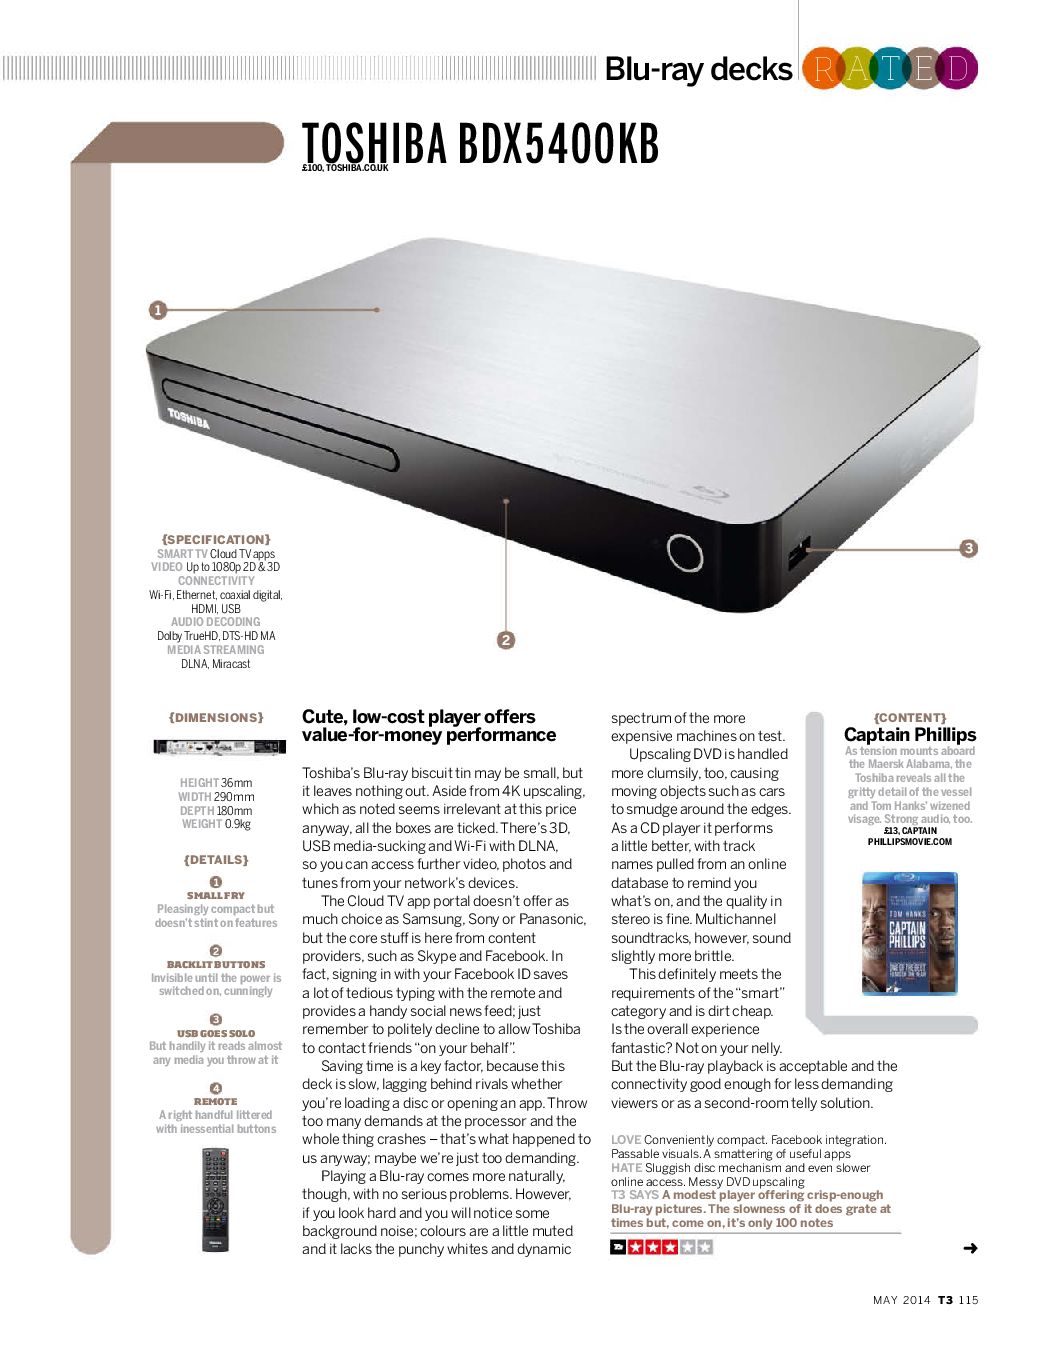 Blu-ray decks RATED
TOSHIBA BDX5400KB
£100, TOSHIBA.CO.UK
1
TOSHIBA
3
2
{SPECIFICATION}
SMART TV Cloud TV apps
VIDEO Up to 1080p 2D & 3D
CONNECTIVITY
Wi-Fi, Ethernet, coaxial digital,
HDMI, USB
AUDIO DECODING
Dolby TrueHD, DTS-HD MA
MEDIA STREAMING
DLNA, Miracast
{DIMENSIONS}
HEIGHT 36mm
WIDTH 290mm
DEPTH 180mm
WEIGHT 0.9kg
{DETAILS}
1
SMALL FRY
Pleasingly compact but
doesn't stint on features
2
BACKLIT BUTTONS
Invisible until the power is
switched on, cunningly
3
USB GOES SOLO
But handily it reads almost
any media you throw at it
4
REMOTE
A right handful littered
with inessential buttons
Cute, low-cost player offers
value-for-money performance
Toshiba's Blu-ray biscuit tin may be small, but
it leaves nothing out. Aside from 4K upscaling,
which as noted seems irrelevant at this price
anyway, all the boxes are ticked. There's 3D,
USB media-sucking and Wi-Fi with DLNA,
so you can access further video, photos and
tunes from your network's devices.
The Cloud TV app portal doesn't offer as
much choice as Samsung, Sony or Panasonic,
but the core stuff is here from content
providers, such as Skype and Facebook. In
fact, signing in with your Facebook ID saves
a lot of tedious typing with the remote and
provides a handy social news feed; just
remember to politely decline to allow Toshiba
to contact friends “on your behalf”.
Saving time is a key factor, because this
deck is slow, lagging behind rivals whether
you're loading a disc or opening an app. Throw
too many demands at the processor and the
whole thing crashes – that's what happened to
us anyway; maybe we're just too demanding.
Playing a Blu-ray comes more naturally,
though, with no serious problems. However,
if you look hard and you will notice some
background noise; colours are a little muted
and it lacks the punchy whites and dynamic
spectrum of the more
expensive machines on test.
Upscaling DVD is handled
more clumsily, too, causing
moving objects such as cars
to smudge around the edges.
As a CD player it performs
a little better, with track
names pulled from an online
database to remind you
what's on, and the quality in
stereo is fine. Multichannel
soundtracks, however, sound
slightly more brittle.
This definitely meets the
requirements of the “smart”
category and is dirt cheap.
Is the overall experience
fantastic? Not on your nelly.
But the Blu-ray playback is acceptable and the
connectivity good enough for less demanding
viewers or as a second-room telly solution.
LOVE Conveniently compact. Facebook integration.
Passable visuals. A smattering of useful apps
HATE Sluggish disc mechanism and even slower
online access. Messy DVD upscaling
T3 SAYS A modest player offering crisp-enough
Blu-ray pictures. The slowness of it does grate at
times but, come on, it's only 100 notes
T3
{CONTENT}
Captain Phillips
As tension mounts aboard
the Maersk Alabama, the
Toshiba reveals all the
gritty detail of the vessel
and Tom Hanks' wizened
visage. Strong audio, too.
£13, CAPTAIN
PHILLIPSMOVIE.COM
TOM HANKS
CAPTAIN
PHILLIPS
MAY 2014 T3 115